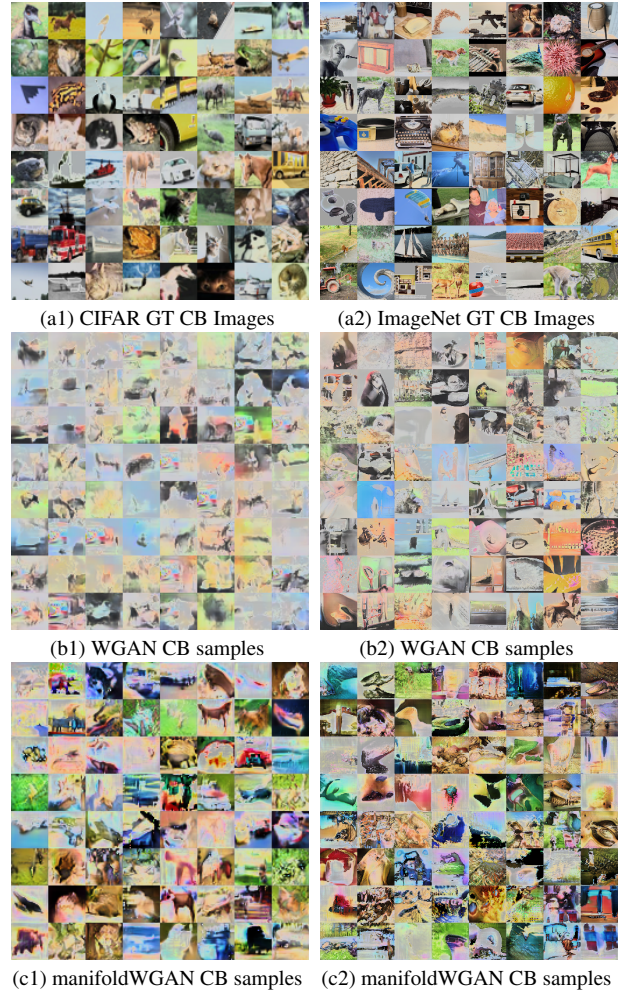 (a1) CIFAR GT CB Images
(a2) ImageNet GT CB Images
(b1) WGAN CB samples
(b2) WGAN CB samples
(c1) manifoldWGAN CB samples
(c2) manifoldWGAN CB samples